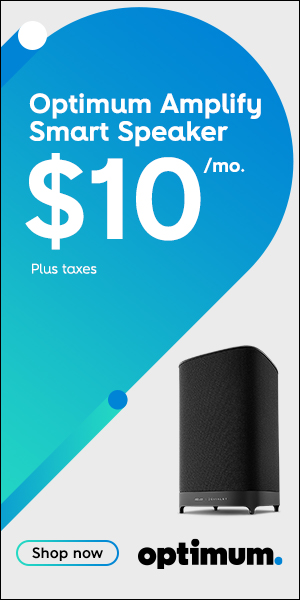 Optimum Amplify
Smart Speaker
$10/mo.
Plus taxes
Shop now
optimum.